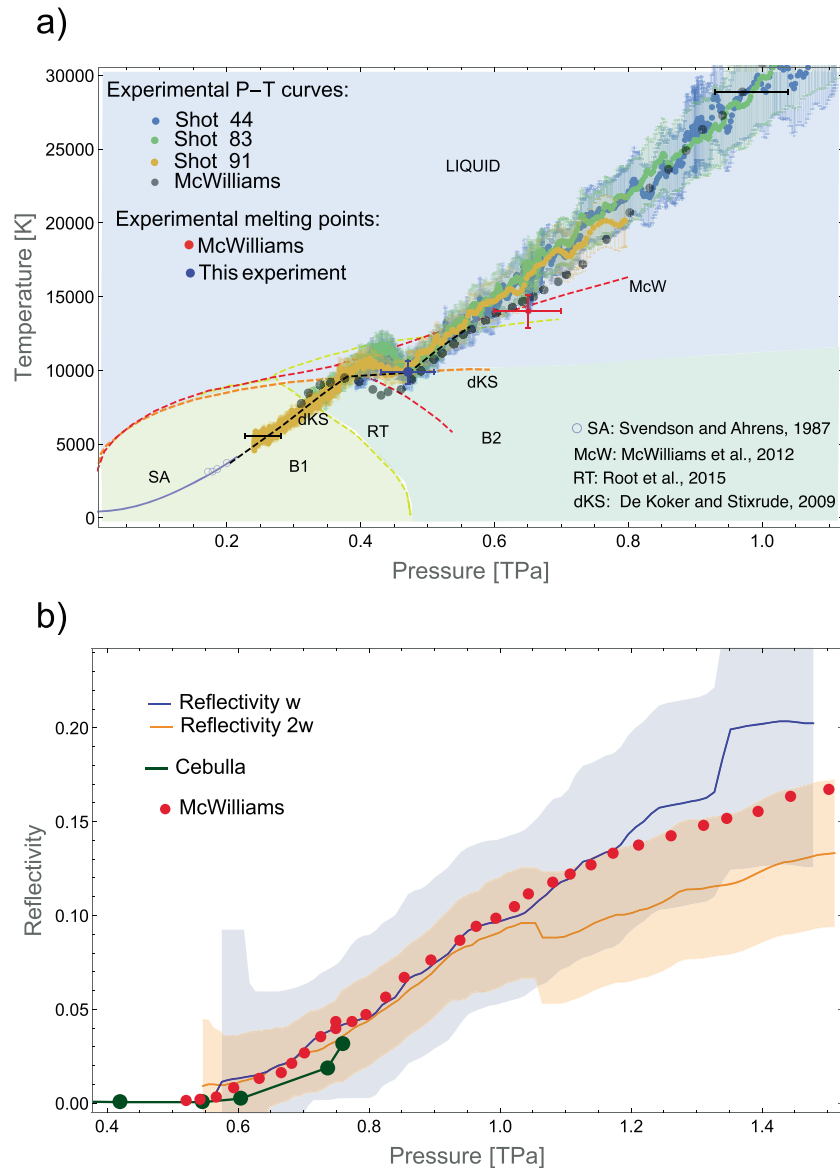 a)
30000
25000
20000
15000
10000
5000
0
Temperature [K]
Experimental P−T curves:
Shot 44
Shot 83
Shot 91
McWilliams
Experimental melting points:
McWilliams
This experiment
LIQUID
McW
dKS
dKS
RT
B2
B1
SA
SA: Svendson and Ahrens, 1987
McW: McWilliams et al., 2012
RT: Root et al., 2015
dKS: De Koker and Stixrude, 2009
0.2 0.4 0.6 0.8 1.0
Pressure [TPa]
b)
0.20
0.15
0.10
0.05
0.00
Reflectivity
Reflectivity w
Reflectivity 2w
Cebulla
McWilliams
0.4 0.6 0.8 1.0 1.2 1.4
Pressure [TPa]